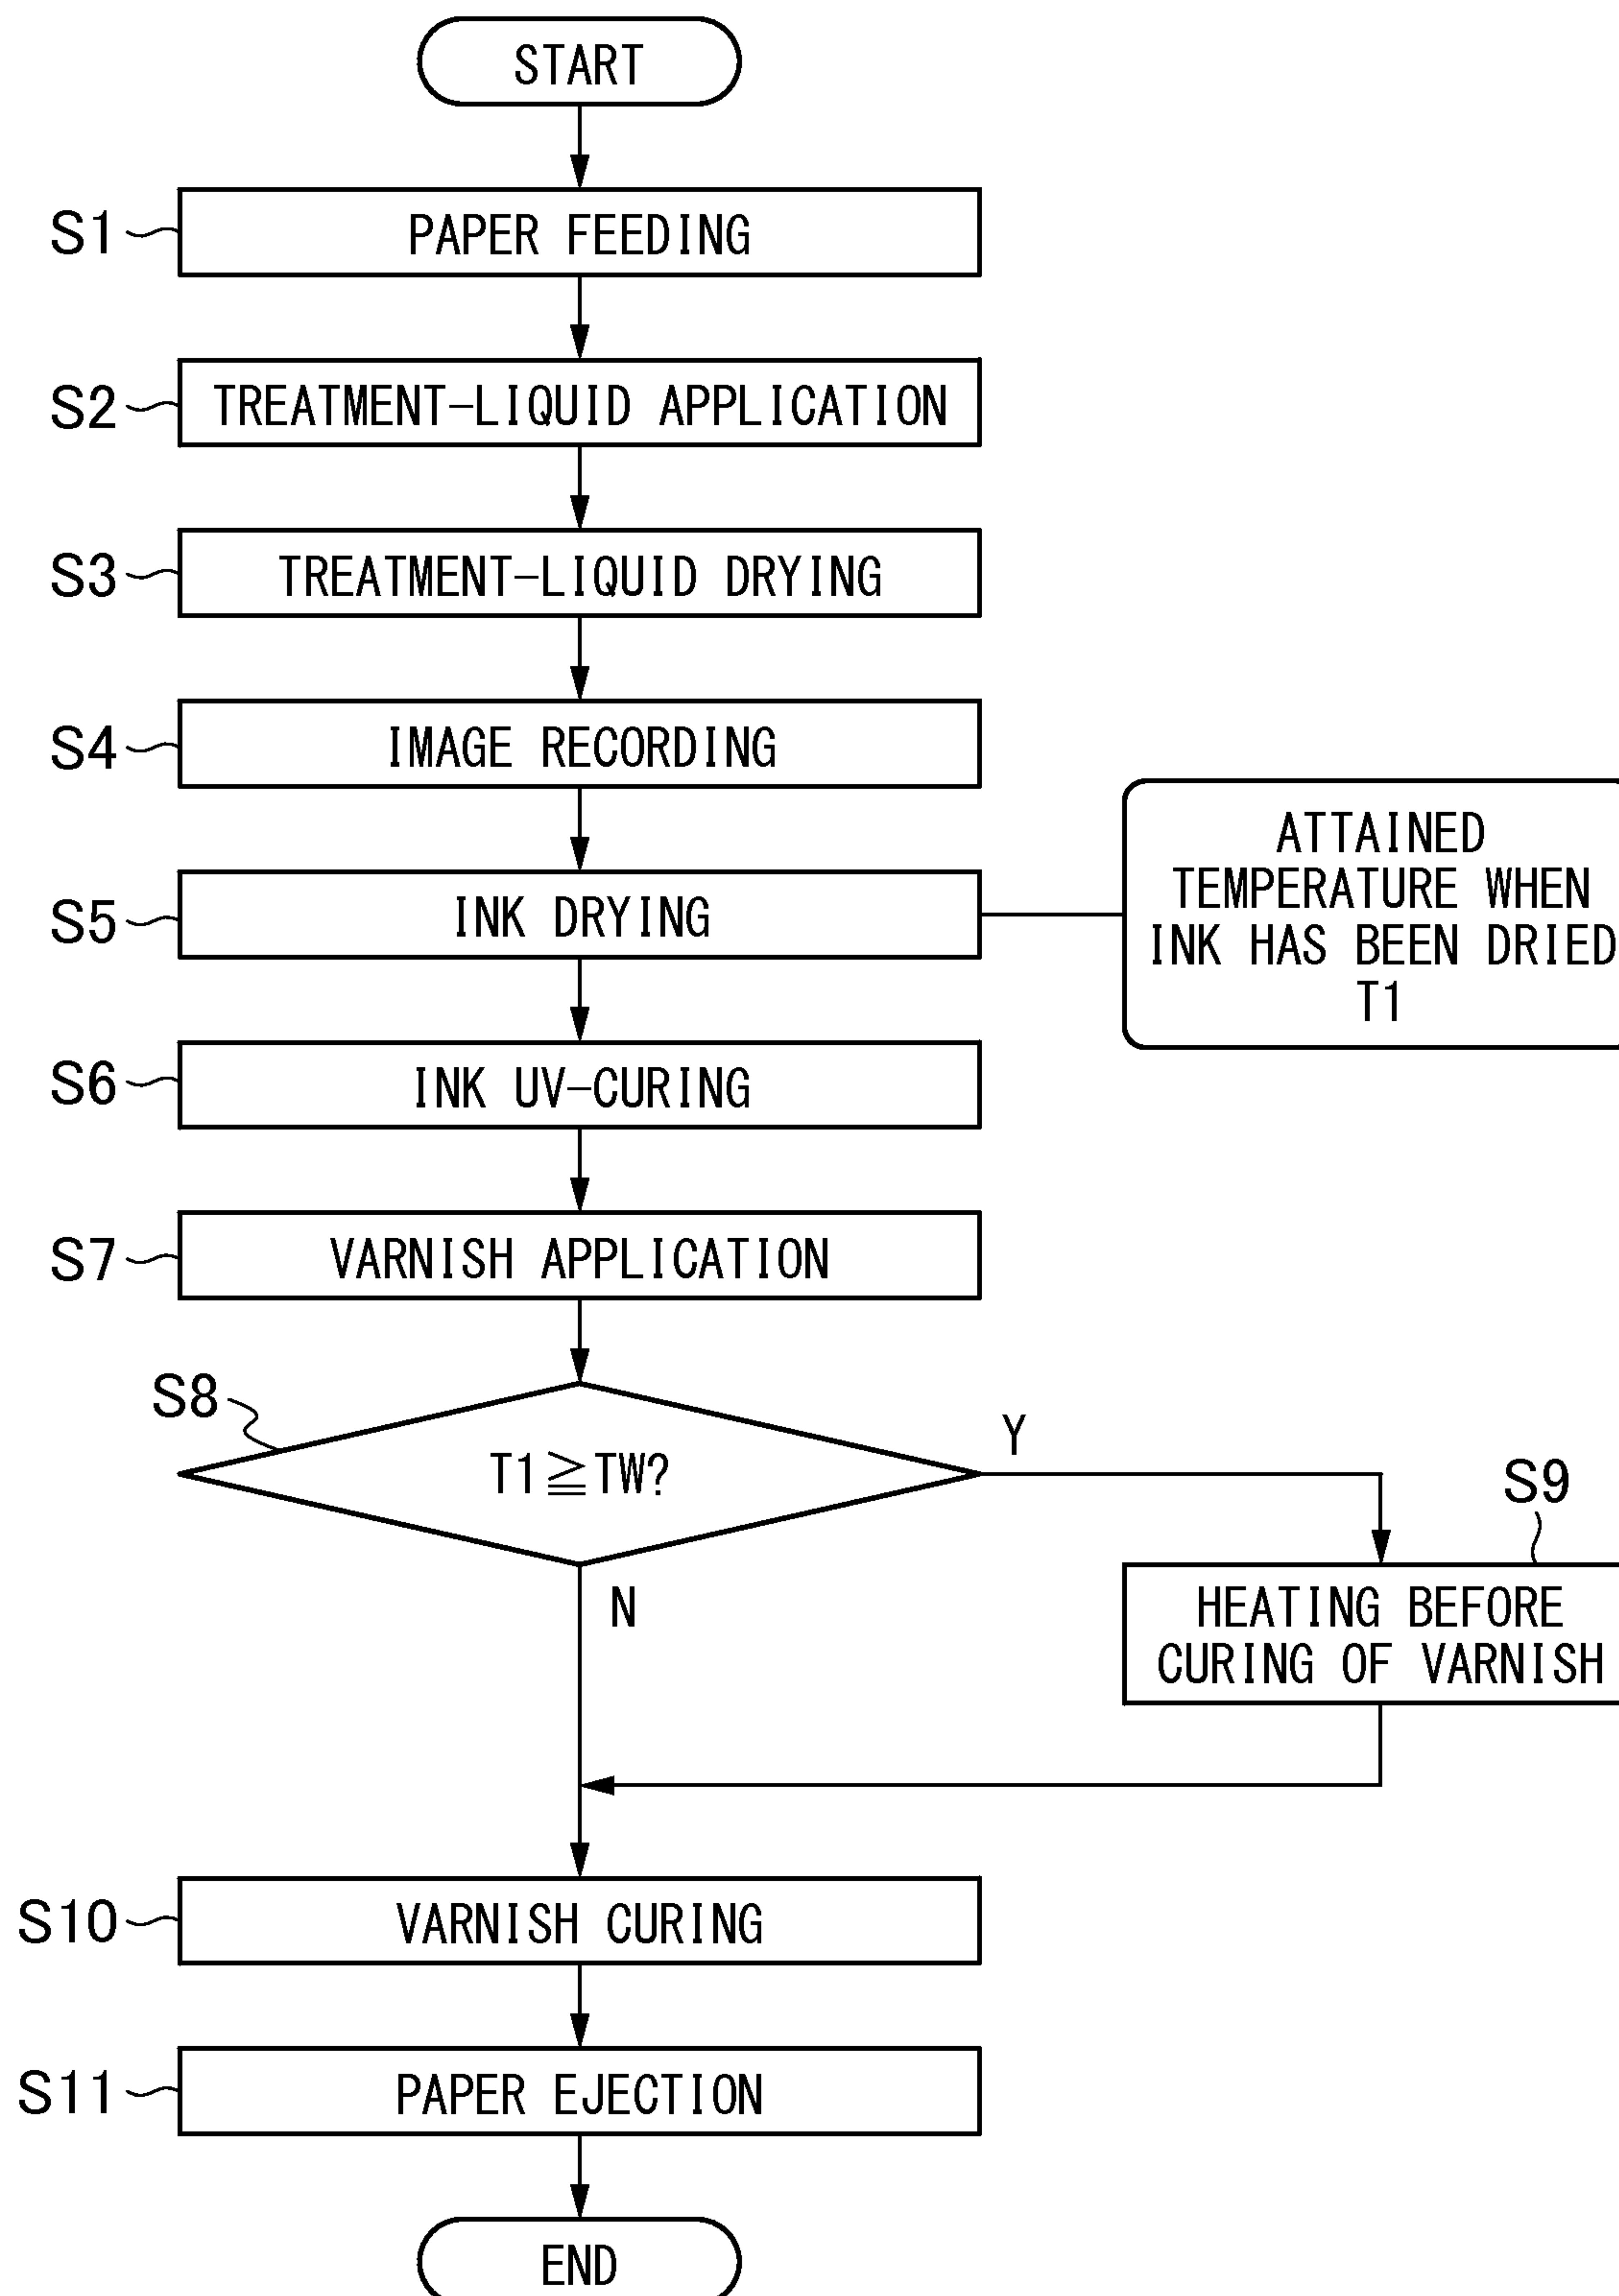 START
S1
PAPER FEEDING
S2
TREATMENT-LIQUID APPLICATION
S3
TREATMENT-LIQUID DRYING
S4
IMAGE RECORDING
S5
INK DRYING
ATTAINED
TEMPERATURE WHEN
INK HAS BEEN DRIED
T1
S6
INK UV-CURING
S7
VARNISH APPLICATION
S8
T1≧TW?
Y
N
S9
HEATING BEFORE
CURING OF VARNISH
S10
VARNISH CURING
S11
PAPER EJECTION
END